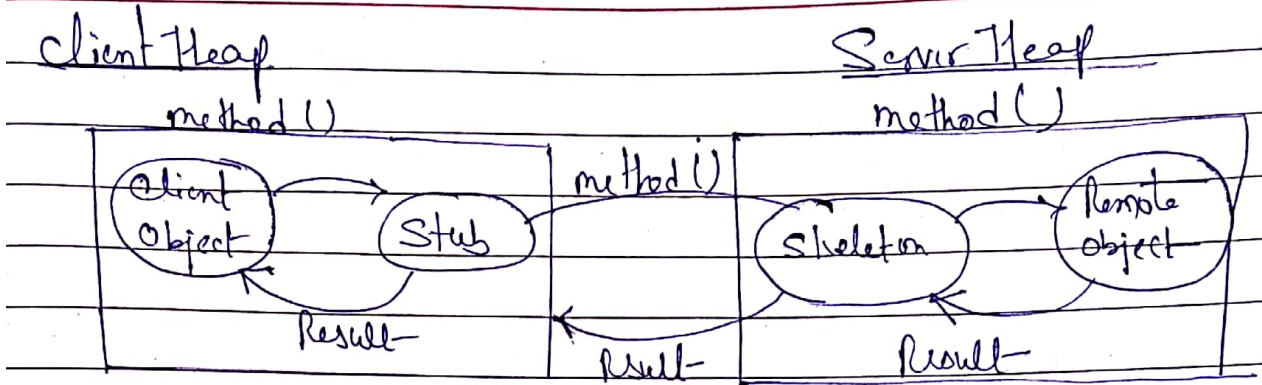 Client Heap
Server Heap
method ()
method ()
Client
Object
Stub
method ()
Skeleton
Remote
object
Result
Result
Result